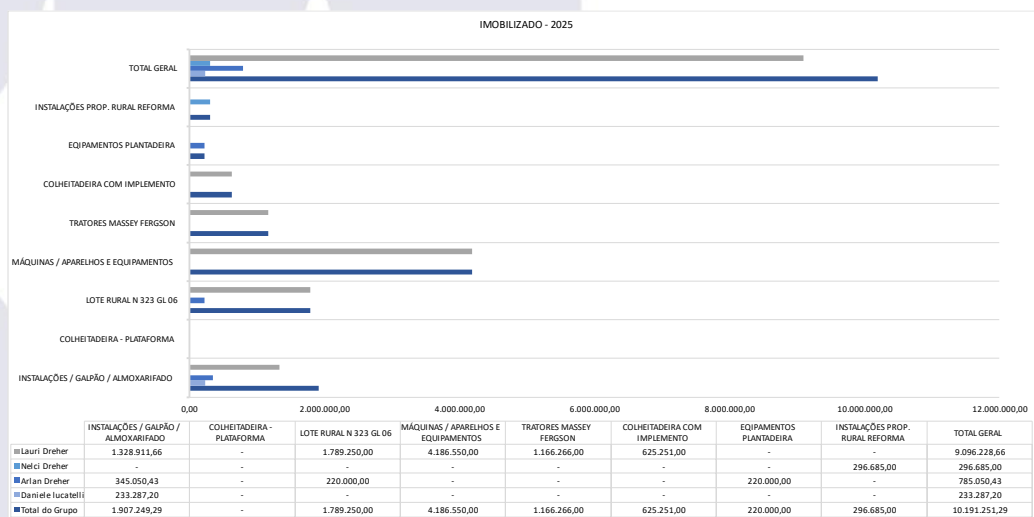 IMOBILIZADO - 2025
TOTAL GERAL
INSTALAÇÕES PROP. RURAL REFORMA
EQIPAMENTOS PLANTADEIRA
COLHEITADEIRA COM IMPLEMENTO
TRATORES MASSEY FERGSON
MÁQUINAS / APARELHOS E EQUIPAMENTOS
LOTE RURAL N 323 GL 06
COLHEITADEIRA - PLATAFORMA
INSTALAÇÕES / GALPÃO / ALMOXARIFADO
0,00 2.000.000,00 4.000.000,00 6.000.000,00 8.000.000,00 10.000.000,00 12.000.000,00
INSTALAÇÕES / GALPÃO / ALMOXARIFADO COLHEITADEIRA - PLATAFORMA LOTE RURAL N 323 GL 06 MÁQUINAS / APARELHOS E EQUIPAMENTOS TRATORES MASSEY FERGSON COLHEITADEIRA COM IMPLEMENTO EQIPAMENTOS PLANTADEIRA INSTALAÇÕES PROP. RURAL REFORMA TOTAL GERAL
Lauri Dreher 1.328.911,66 - 1.789.250,00 4.186.550,00 1.166.266,00 625.251,00 - - 9.096.228,66
Nelci Dreher - - - - - - - 296.685,00 296.685,00
Arlan Dreher 345.050,43 - 220.000,00 - - - 220.000,00 - 785.050,43
Daniele lucatelli 233.287,20 - - - - - - - 233.287,20
Total do Grupo 1.907.249,29 - 1.789.250,00 4.186.550,00 1.166.266,00 625.251,00 220.000,00 296.685,00 10.191.251,29